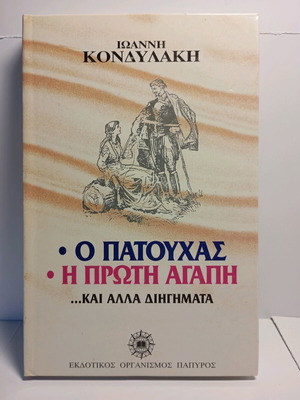 ΙΩΑΝΝΗ
ΚΟΝΔΥΛΑΚΗ
• Ο ΠΑΤΟΥΧΑΣ
• Η ΠΡΩΤΗ ΑΓΑΠΗ
...ΚΑΙ ΑΛΛΑ ΔΙΗΓΗΜΑΤΑ
ΕΚΔΟΤΙΚΟΣ ΟΡΓΑΝΙΣΜΟΣ ΠΑΠΥΡΟΣ